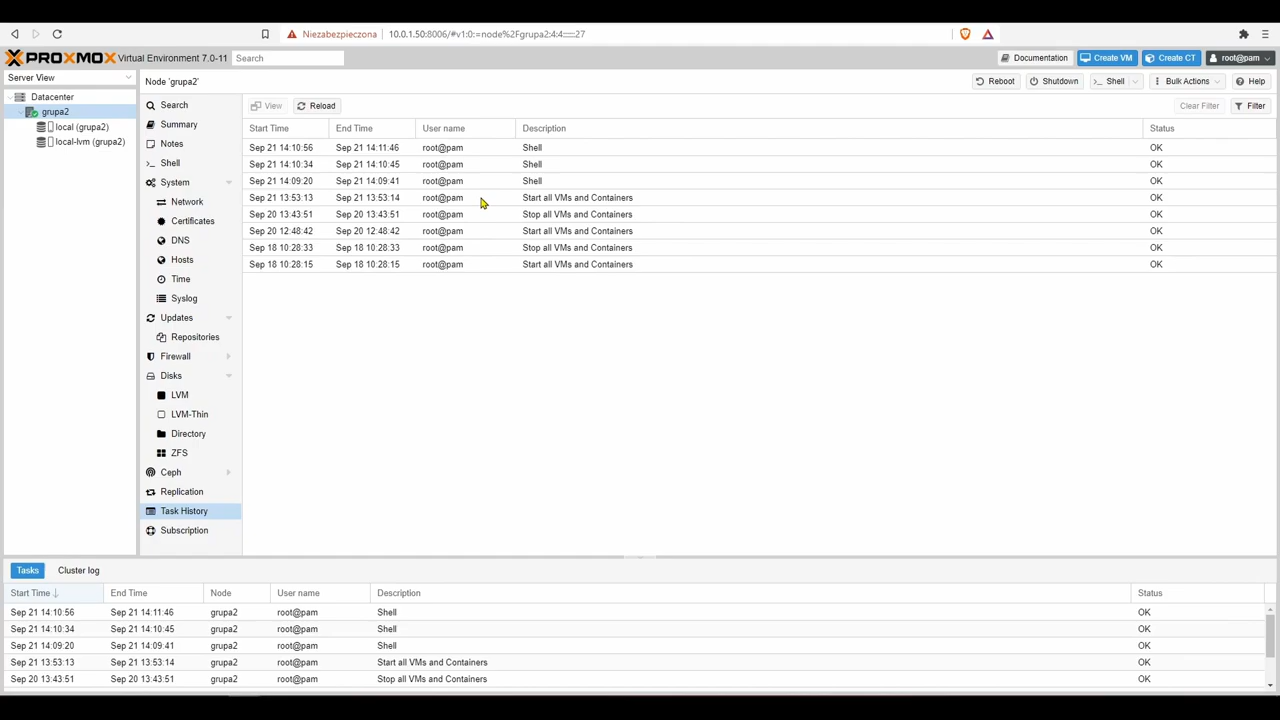 Niezabezpieczona 10.0.1.50:8006/#v1:0:=node%2Fgrupa2:4:4:::::27
PROXMOX Virtual Environment 7.0-11 Search Documentation Create VM Create CT root@pam
Server View
Node 'grupa2' Reboot Shutdown >_ Shell Bulk Actions Help
Datacenter
grupa2
local (grupa2)
local-lvm (grupa2)
Search
Summary
Notes
>_ Shell
System
Network
Certificates
DNS
Hosts
Time
Syslog
Updates
Repositories
Firewall
Disks
LVM
LVM-Thin
Directory
ZFS
Ceph
Replication
Task History
Subscription
View Reload Clear Filter Filter
Start Time End Time User name Description Status
Sep 21 14:10:56 Sep 21 14:11:46 root@pam Shell OK
Sep 21 14:10:34 Sep 21 14:10:45 root@pam Shell OK
Sep 21 14:09:20 Sep 21 14:09:41 root@pam Shell OK
Sep 21 13:53:13 Sep 21 13:53:14 root@pam Start all VMs and Containers OK
Sep 20 13:43:51 Sep 20 13:43:51 root@pam Stop all VMs and Containers OK
Sep 20 12:48:42 Sep 20 12:48:42 root@pam Start all VMs and Containers OK
Sep 18 10:28:33 Sep 18 10:28:33 root@pam Stop all VMs and Containers OK
Sep 18 10:28:15 Sep 18 10:28:15 root@pam Start all VMs and Containers OK
Tasks Cluster log
Start Time End Time Node User name Description Status
Sep 21 14:10:56 Sep 21 14:11:46 grupa2 root@pam Shell OK
Sep 21 14:10:34 Sep 21 14:10:45 grupa2 root@pam Shell OK
Sep 21 14:09:20 Sep 21 14:09:41 grupa2 root@pam Shell OK
Sep 21 13:53:13 Sep 21 13:53:14 grupa2 root@pam Start all VMs and Containers OK
Sep 20 13:43:51 Sep 20 13:43:51 grupa2 root@pam Stop all VMs and Containers OK